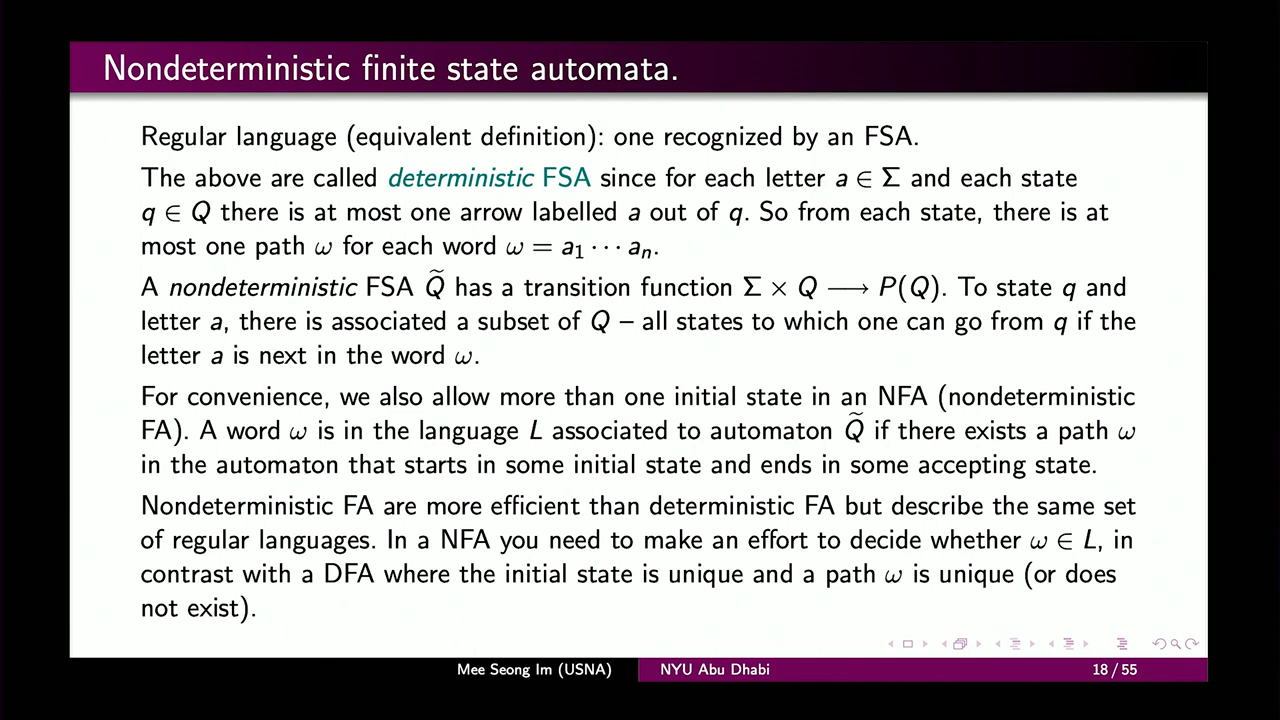 Nondeterministic finite state automata.
Regular language (equivalent definition): one recognized by an FSA.
The above are called deterministic FSA since for each letter a ∈ Σ and each state
q ∈ Q there is at most one arrow labelled a out of q. So from each state, there is at
most one path ω for each word ω = a₁ ··· aₙ.
A nondeterministic FSA Q̃ has a transition function Σ × Q ⟶ P(Q). To state q and
letter a, there is associated a subset of Q – all states to which one can go from q if the
letter a is next in the word ω.
For convenience, we also allow more than one initial state in an NFA (nondeterministic
FA). A word ω is in the language L associated to automaton Q̃ if there exists a path ω
in the automaton that starts in some initial state and ends in some accepting state.
Nondeterministic FA are more efficient than deterministic FA but describe the same set
of regular languages. In a NFA you need to make an effort to decide whether ω ∈ L, in
contrast with a DFA where the initial state is unique and a path ω is unique (or does
not exist).
Mee Seong Im (USNA) NYU Abu Dhabi 18 / 55